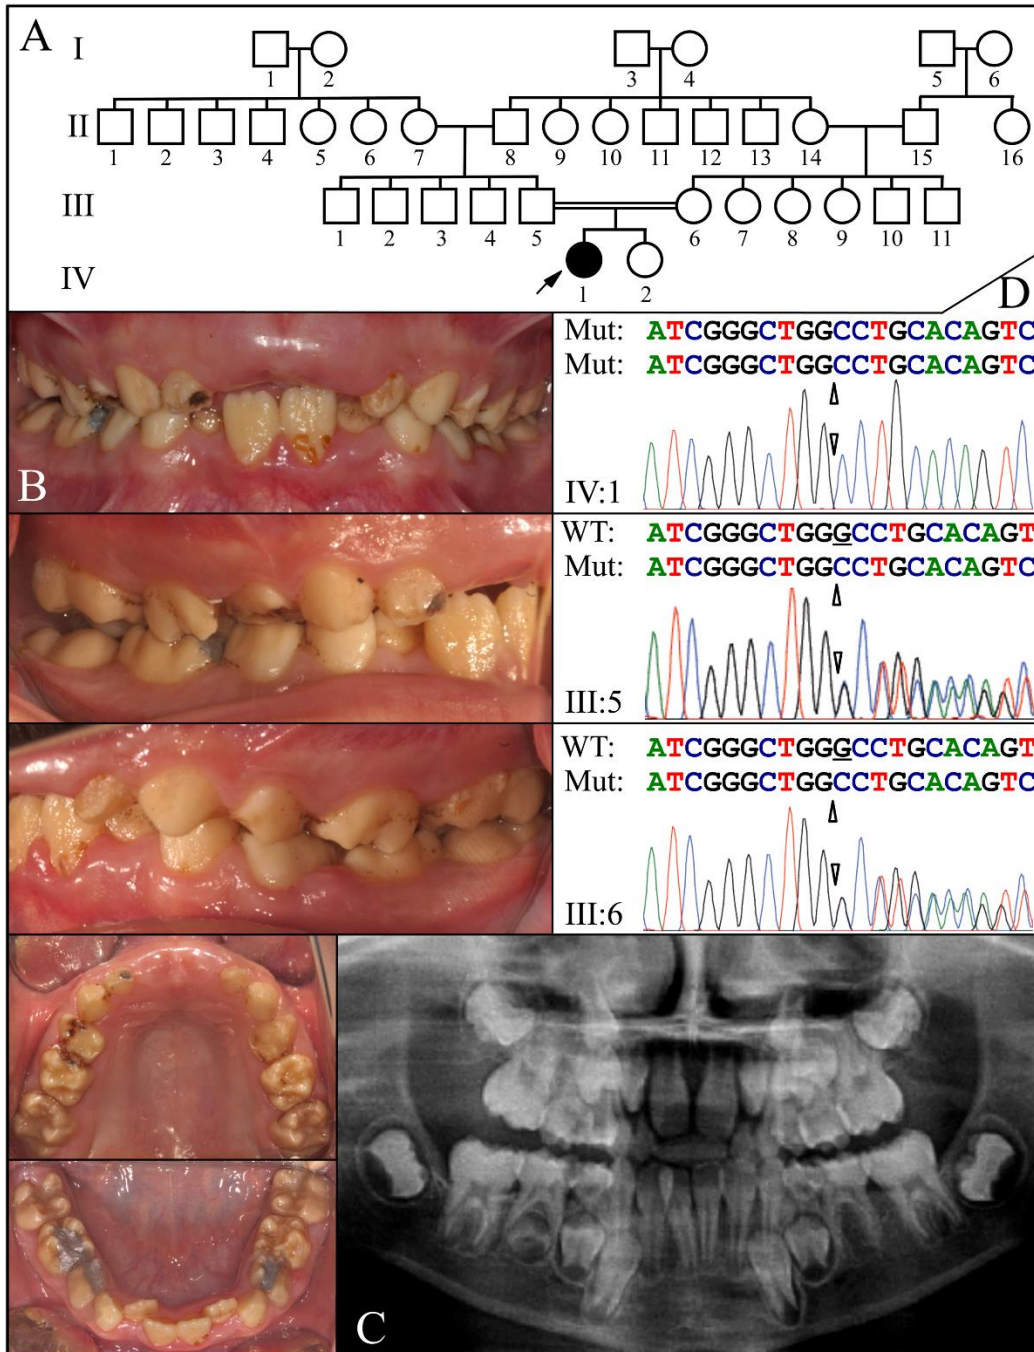 A
I
1 2 3 4 5 6
II
1 2 3 4 5 6 7 8 9 10 11 12 13 14 15 16
III
1 2 3 4 5 6 7 8 9 10 11
IV
1 2
D
Mut: ATCGGGCTGGCCTGCACAGTC
Mut: ATCGGGCTGGCCTGCACAGTC
IV:1
WT: ATCGGGCTGGGCCTGCACAGT
Mut: ATCGGGCTGGCCTGCACAGTC
III:5
WT: ATCGGGCTGGGCCTGCACAGT
Mut: ATCGGGCTGGCCTGCACAGTC
III:6
B
C